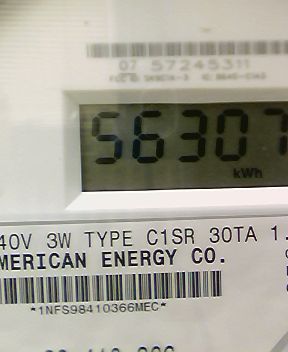 07 57245311
56307
kWh
40V 3W TYPE C1SR 30TA 1.
MERICAN ENERGY CO.
*1NFS98410366MEC*